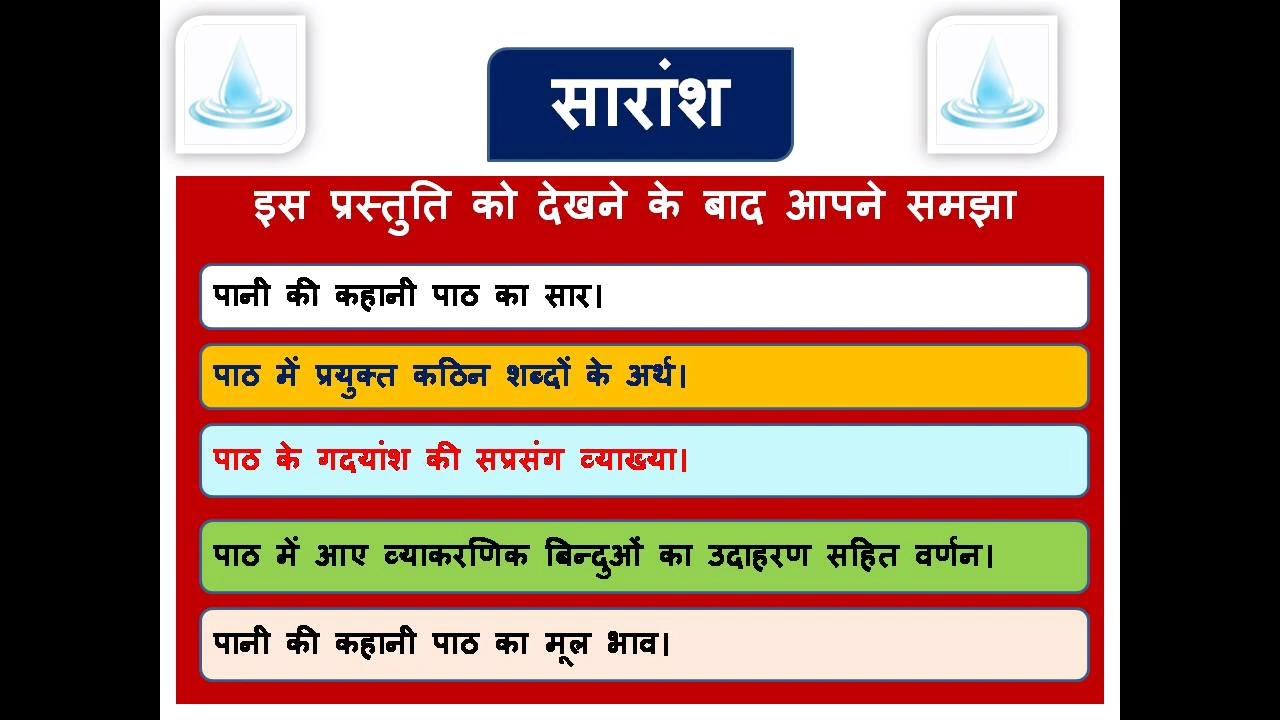 सारांश
इस प्रस्तुति को देखने के बाद आपने समझा
पानी की कहानी पाठ का सार।
पाठ में प्रयुक्त कठिन शब्दों के अर्थ।
पाठ के गदयांश की सप्रसंग व्याख्या।
पाठ में आए व्याकरणिक बिन्दुओं का उदाहरण सहित वर्णन।
पानी की कहानी पाठ का मूल भाव।